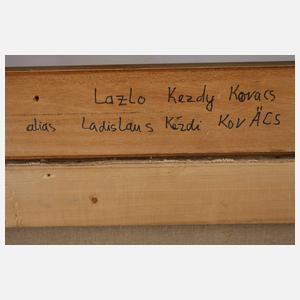 Lazlo Kezdy Kovacs
alias Ladislaus Kézdi KovÄCS